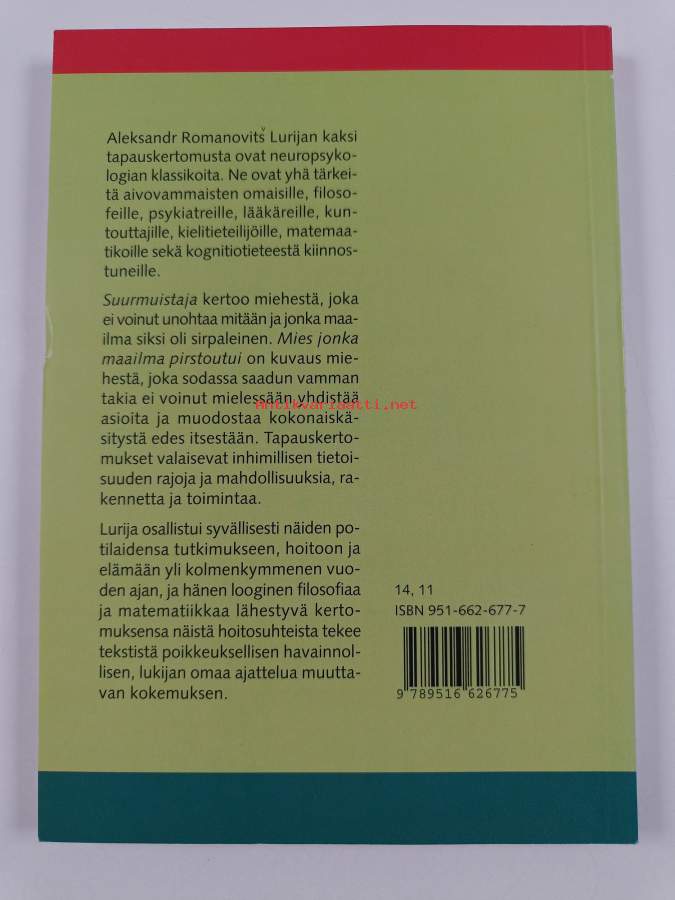 Aleksandr Romanovitš Lurijan kaksi
tapauskertomusta ovat neuropsyko-
logian klassikoita. Ne ovat yhä tärkei-
tä aivovammaisten omaisille, filoso-
feille, psykiatreille, lääkäreille, kun-
touttajille, kielitieteilijöille, matemaa-
tikoille sekä kognitiotieteestä kiinnos-
tuneille.
Suurmuistaja kertoo miehestä, joka
ei voinut unohtaa mitään ja jonka maa-
ilma siksi oli sirpaleinen. Mies jonka
maailma pirstoutui on kuvaus mie-
hestä, joka sodassa saadun vamman
takia ei voinut mielessään yhdistää
asioita ja muodostaa kokonaiskä-
sitystä edes itsestään. Tapauskerto-
mukset valaisevat inhimillisen tietoi-
suuden rajoja ja mahdollisuuksia, ra-
kennetta ja toimintaa.
Lurija osallistui syvällisesti näiden po-
tilaidensa tutkimukseen, hoitoon ja
elämään yli kolmenkymmenen vuo-
den ajan, ja hänen looginen filosofiaa
ja matematiikkaa lähestyvä kerto-
muksensa näistä hoitosuhteista tekee
tekstistä poikkeuksellisen havainnol-
lisen, lukijan omaa ajattelua muutta-
van kokemuksen.
Antikvariaatti.net
14, 11
ISBN 951-662-677-7
9 789516 626775